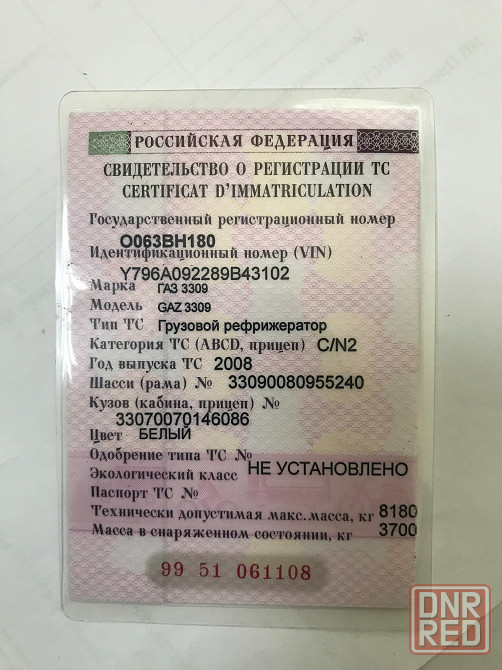 РОССИЙСКАЯ ФЕДЕРАЦИЯ
СВИДЕТЕЛЬСТВО О РЕГИСТРАЦИИ ТС
CERTIFICAT D'IMMATRICULATION
Государственный регистрационный номер
О063ВН180
Идентификационный номер (VIN)
Y796A092289B43102
Марка ГАЗ 3309
Модель GAZ 3309
Тип ТС Грузовой рефрижератор
Категория ТС (ABCD, прицеп) C/N2
Год выпуска ТС 2008
Шасси (рама) № 33090080955240
Кузов (кабина, прицеп) №
33070070146086
Цвет БЕЛЫЙ
Одобрение типа ТС №
Экологический класс НЕ УСТАНОВЛЕНО
Паспорт ТС №
Технически допустимая макс.масса, кг 8180
Масса в снаряженном состоянии, кг 3700
99 51 061108
DNR
RED